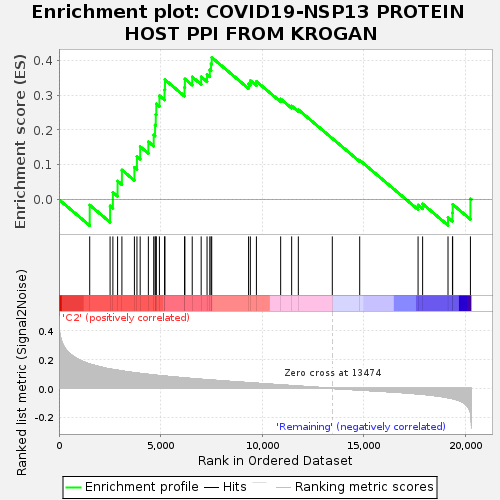 Enrichment plot: COVID19-NSP13 PROTEIN
HOST PPI FROM KROGAN
Enrichment score (ES)
0.4
0.3
0.2
0.1
0.0
'C2' (positively correlated)
Ranked list metric (Signal2Noise)
0.4
0.2
0.0
-0.2
Zero cross at 13474
'Remaining' (negatively correlated)
0
5,000
10,000
15,000
20,000
Rank in Ordered Dataset
Enrichment profile
Hits
Ranking metric scores